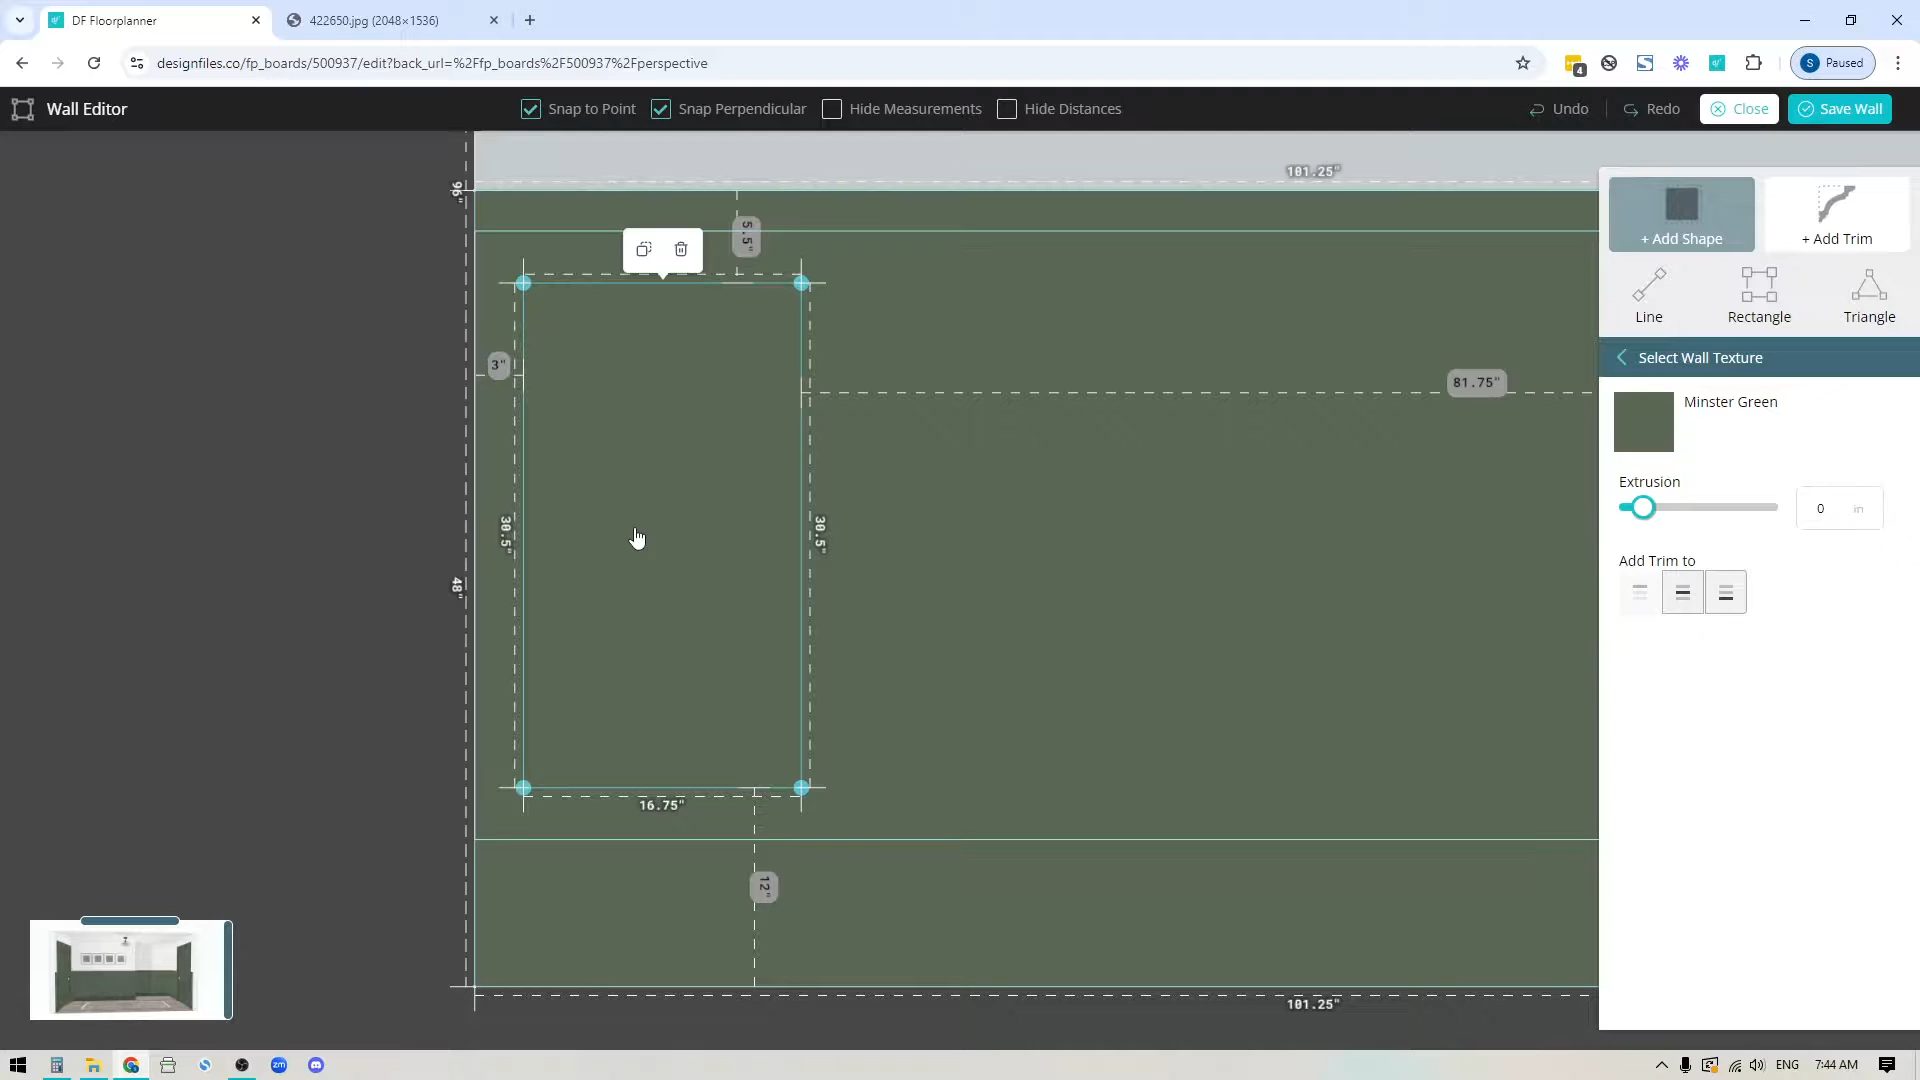 DF Floorplanner
422650.jpg (2048×1536)
designfiles.co/fp_boards/500937/edit?back_url=%2Ffp_boards%2F500937%2Fperspective
4
S
Paused
Wall Editor
Snap to Point
Snap Perpendicular
Hide Measurements
Hide Distances
Undo
Redo
Close
Save Wall
101.25"
96"
5.5"
+ Add Shape
+ Add Trim
Line
Rectangle
Triangle
Select Wall Texture
3"
81.75"
Minster Green
Extrusion
0 in
30.5"
30.5"
Add Trim to
48"
16.75"
12"
101.25"
zm
ENG
7:44 AM